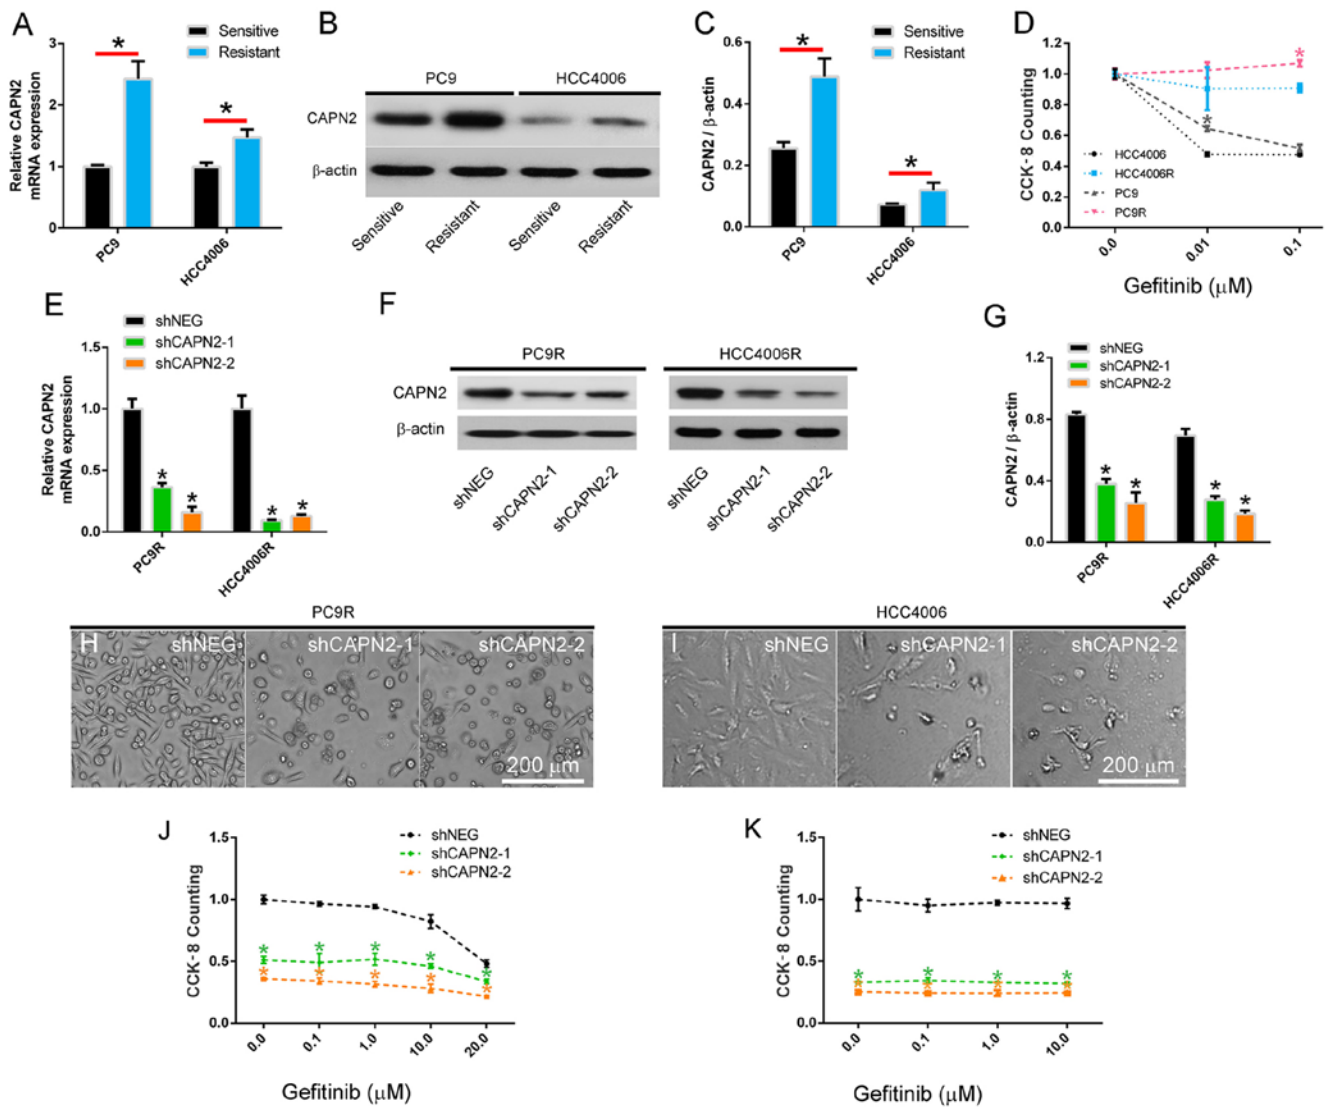 A
Relative CAPN2
mRNA expression
3
2
1
0
*
*
Sensitive
Resistant
PC9
HCC4006
B
PC9
HCC4006
CAPN2
β-actin
Sensitive
Resistant
Sensitive
Resistant
C
CAPN2 / β-actin
0.6
0.4
0.2
0.0
*
*
Sensitive
Resistant
PC9
HCC4006
D
CCK-8 Counting
1.2
1.0
0.8
0.6
0.4
0.2
0.0
*
*
HCC4006
HCC4006R
PC9
PC9R
0.0
0.01
0.1
Gefitinib (μM)
E
shNEG
shCAPN2-1
shCAPN2-2
Relative CAPN2
mRNA expression
1.5
1.0
0.5
0.0
*
*
*
*
PC9R
HCC4006R
F
PC9R
HCC4006R
CAPN2
β-actin
shNEG
shCAPN2-1
shCAPN2-2
shNEG
shCAPN2-1
shCAPN2-2
G
shNEG
shCAPN2-1
shCAPN2-2
CAPN2 / β-actin
1.2
0.8
0.4
0.0
*
*
*
*
PC9R
HCC4006R
PC9R
H
shNEG
shCAPN2-1
shCAPN2-2
200 μm
HCC4006
I
shNEG
shCAPN2-1
shCAPN2-2
200 μm
J
shNEG
shCAPN2-1
shCAPN2-2
CCK-8 Counting
1.5
1.0
0.5
0.0
* * * * *
* * * * *
0.0
0.1
1.0
10.0
20.0
Gefitinib (μM)
K
shNEG
shCAPN2-1
shCAPN2-2
CCK-8 Counting
1.5
1.0
0.5
0.0
* * * *
* * * *
0.0
0.1
1.0
10.0
Gefitinib (μM)